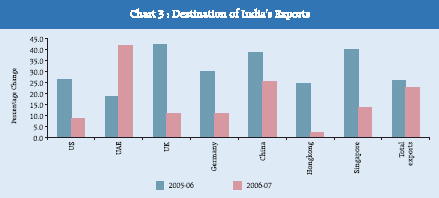 Chart 3 : Destination of India's Exports
Percentage Change
45.0
40.0
35.0
30.0
25.0
20.0
15.0
10.0
5.0
0.0
US
UAE
UK
Germany
China
Hongkong
Singapore
Total
exports
2005-06
2006-07